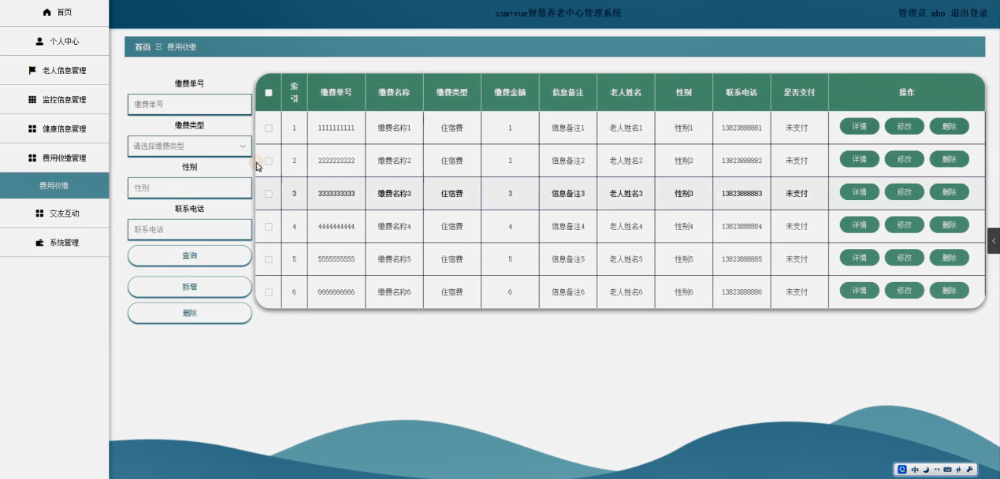 ssm+vue智慧养老中心管理系统
管理员 abo 退出登录
首页
个人中心
老人信息管理
监控信息管理
健康信息管理
费用收缴管理
费用收缴
交友互动
系统管理
首页 费用收缴
缴费单号
缴费单号
缴费类型
请选择缴费类型
性别
性别
联系电话
联系电话
查询
新增
删除
索引 缴费单号 缴费名称 缴费类型 缴费金额 信息备注 老人姓名 性别 联系电话 是否支付 操作
1 1111111111 缴费名称1 住宿费 1 信息备注1 老人姓名1 性别1 13823888881 未支付 详情 修改 删除
2 2222222222 缴费名称2 住宿费 2 信息备注2 老人姓名2 性别2 13823888882 未支付 详情 修改 删除
3 3333333333 缴费名称3 住宿费 3 信息备注3 老人姓名3 性别3 13823888883 未支付 详情 修改 删除
4 4444444444 缴费名称4 住宿费 4 信息备注4 老人姓名4 性别4 13823888884 未支付 详情 修改 删除
5 5555555555 缴费名称5 住宿费 5 信息备注5 老人姓名5 性别5 13823888885 未支付 详情 修改 删除
6 6666666666 缴费名称6 住宿费 6 信息备注6 老人姓名6 性别6 13823888886 未支付 详情 修改 删除
中